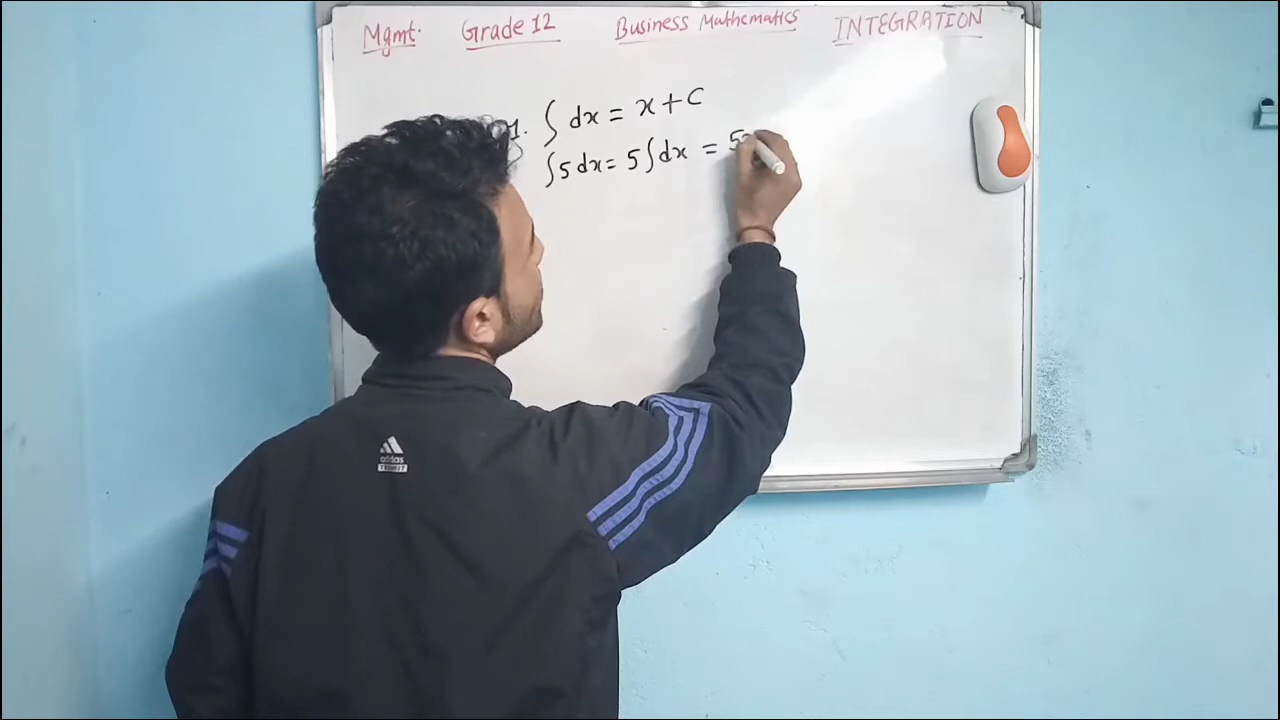 Mgmt. Grade 12 Business Mathematics INTEGRATION
1. ∫ dx = x + c
∫5 dx = 5 ∫dx = 5
adidas